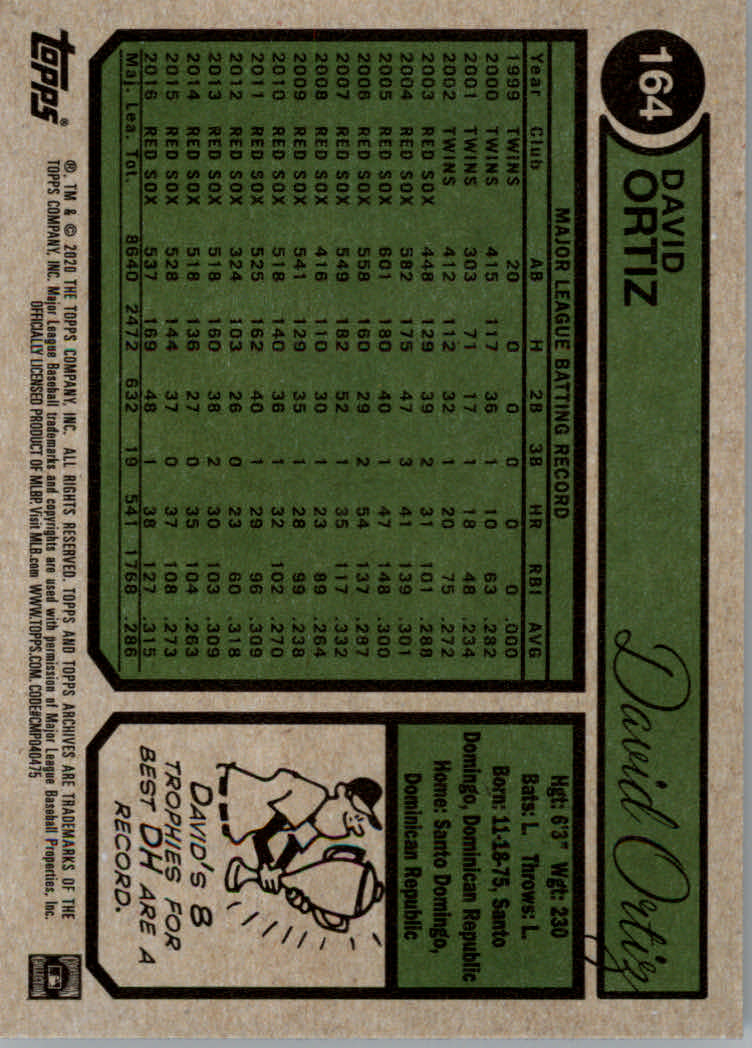 164
DAVID
ORTIZ
David Ortiz
MAJOR LEAGUE BATTING RECORD
Year Club AB H 2B 3B HR RBI AVG
1999 TWINS 20 0 0 0 0 0 .000
2000 TWINS 415 117 36 1 10 63 .282
2001 TWINS 303 71 17 1 18 48 .234
2002 TWINS 412 112 32 1 20 75 .272
2003 RED SOX 448 129 39 2 31 101 .288
2004 RED SOX 582 175 47 3 41 139 .301
2005 RED SOX 601 180 40 1 47 148 .300
2006 RED SOX 558 160 29 2 54 137 .287
2007 RED SOX 549 182 52 1 35 117 .332
2008 RED SOX 416 110 30 1 23 89 .264
2009 RED SOX 541 129 35 1 28 99 .238
2010 RED SOX 518 140 36 1 32 102 .270
2011 RED SOX 525 162 40 1 29 96 .309
2012 RED SOX 324 103 26 0 23 60 .318
2013 RED SOX 518 160 38 2 30 103 .309
2014 RED SOX 518 136 27 0 35 104 .263
2015 RED SOX 528 144 37 0 37 108 .273
2016 RED SOX 537 169 48 1 38 127 .315
Maj. Lea. Tot. 8640 2472 632 19 541 1768 .286
Hgt: 6'3" Wgt: 230
Bats: L. Throws: L.
Born: 11-18-75, Santo
Domingo, Dominican Republic
Home: Santo Domingo,
Dominican Republic
DAVID'S 8
TROPHIES FOR
BEST DH ARE A
RECORD.
topps®
®, TM & © 2020 THE TOPPS COMPANY, INC. ALL RIGHTS RESERVED. TOPPS AND TOPPS ARCHIVES ARE TRADEMARKS OF THE
TOPPS COMPANY, INC. Major League Baseball trademarks and copyrights are used with permission of Major League Baseball Properties, Inc.
OFFICIALLY LICENSED PRODUCT OF MLBP. Visit MLB.com WWW.TOPPS.COM. CODE#CMP040475
COOPERSTOWN
COLLECTION